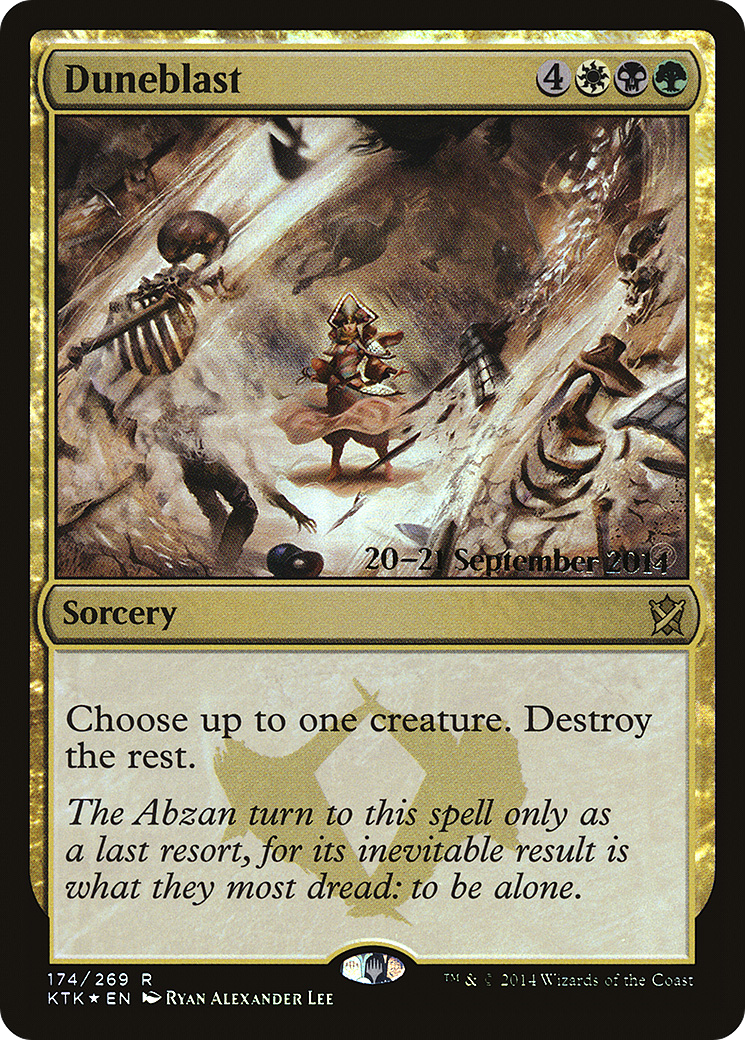 Duneblast 4
20–21 September 2014
Sorcery
Choose up to one creature. Destroy
the rest.
The Abzan turn to this spell only as
a last resort, for its inevitable result is
what they most dread: to be alone.
174/269 R
KTK★EN Ryan Alexander Lee
™ & © 2014 Wizards of the Coast